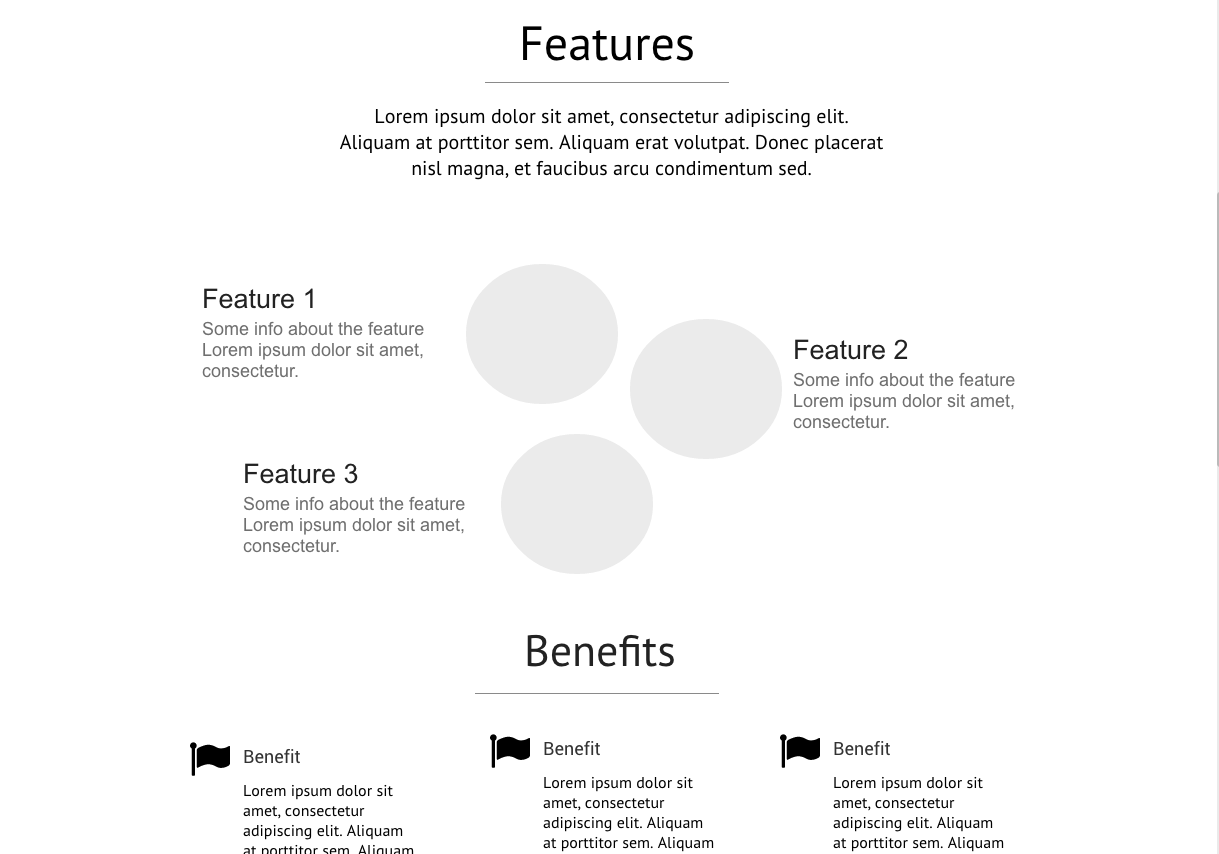 Features
Lorem ipsum dolor sit amet, consectetur adipiscing elit.
Aliquam at porttitor sem. Aliquam erat volutpat. Donec placerat
nisl magna, et faucibus arcu condimentum sed.
Feature 1
Some info about the feature
Lorem ipsum dolor sit amet,
consectetur.
Feature 2
Some info about the feature
Lorem ipsum dolor sit amet,
consectetur.
Feature 3
Some info about the feature
Lorem ipsum dolor sit amet,
consectetur.
Benefits
Benefit
Lorem ipsum dolor sit
amet, consectetur
adipiscing elit. Aliquam
at porttitor sem. Aliquam
Benefit
Lorem ipsum dolor sit
amet, consectetur
adipiscing elit. Aliquam
at porttitor sem. Aliquam
Benefit
Lorem ipsum dolor sit
amet, consectetur
adipiscing elit. Aliquam
at porttitor sem. Aliquam